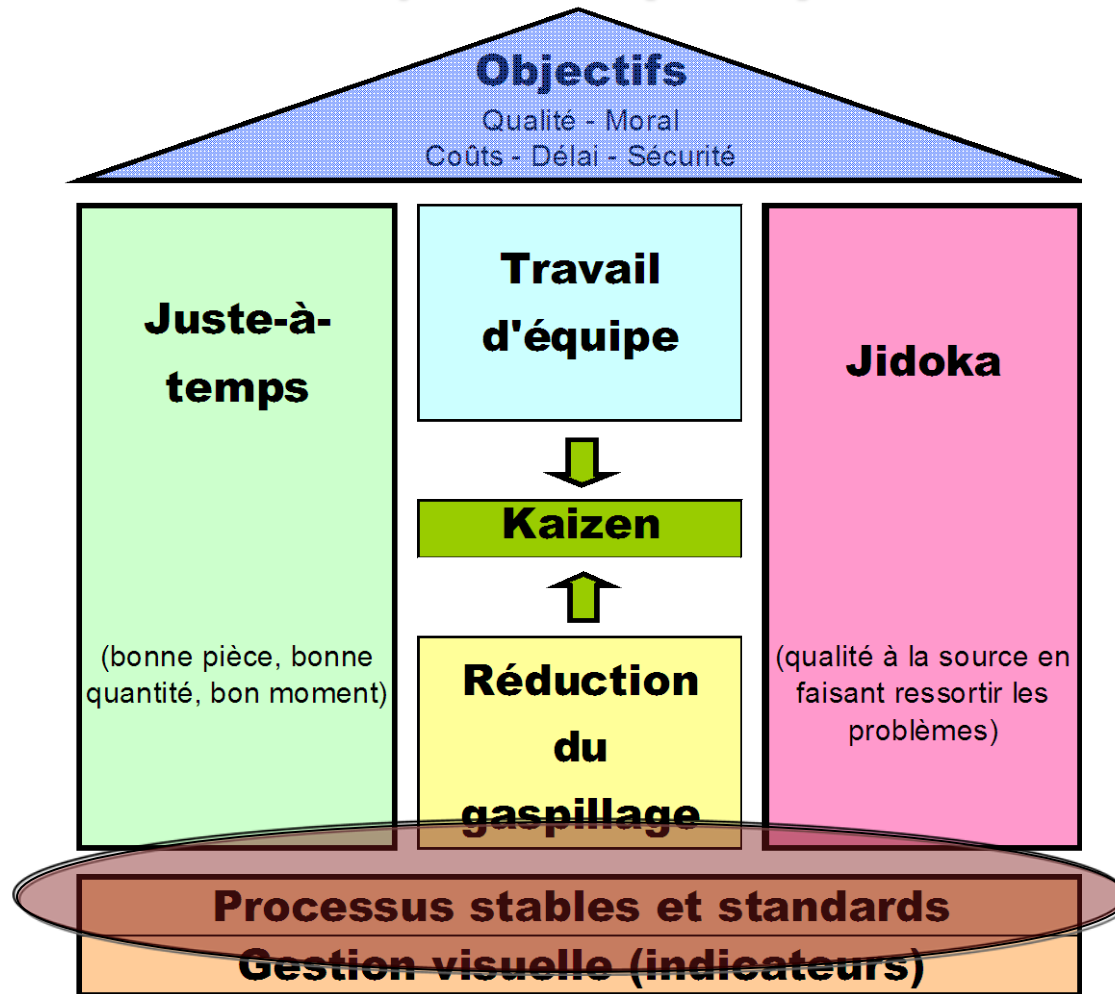 Objectifs
Qualité - Moral
Coûts - Délai - Sécurité
Juste-à-
temps
(bonne pièce, bonne
quantité, bon moment)
Travail
d'équipe
Kaizen
Réduction
du
gaspillage
Jidoka
(qualité à la source en
faisant ressortir les
problèmes)
Processus stables et standards
Gestion visuelle (indicateurs)